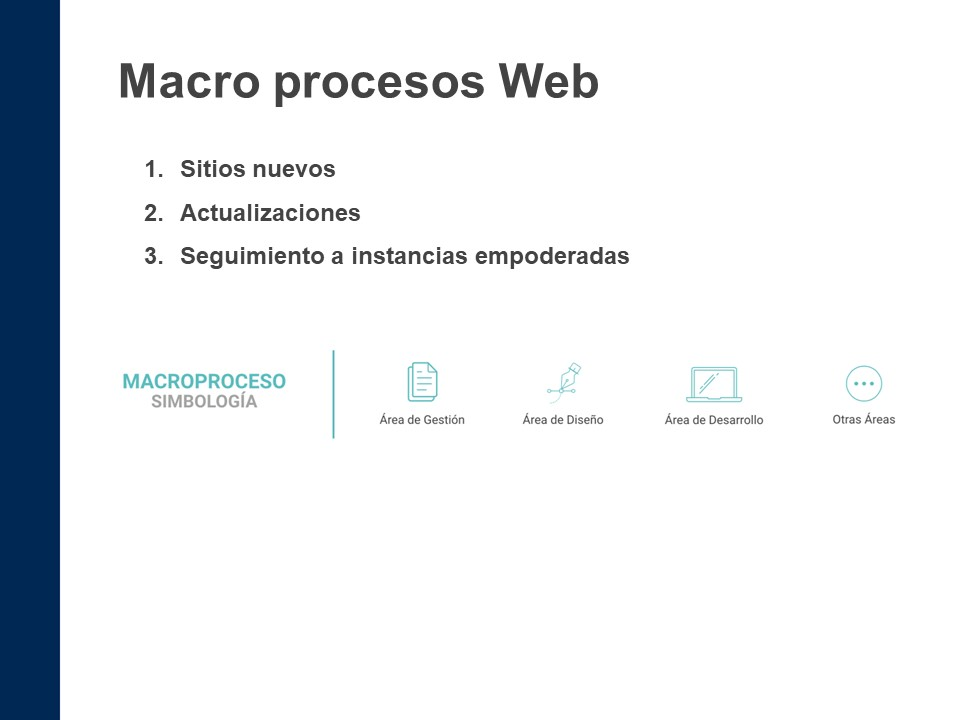 Macro procesos Web
1. Sitios nuevos
2. Actualizaciones
3. Seguimiento a instancias empoderadas
MACROPROCESO
SIMBOLOGÍA
Área de Gestión
Área de Diseño
Área de Desarrollo
Otras Áreas